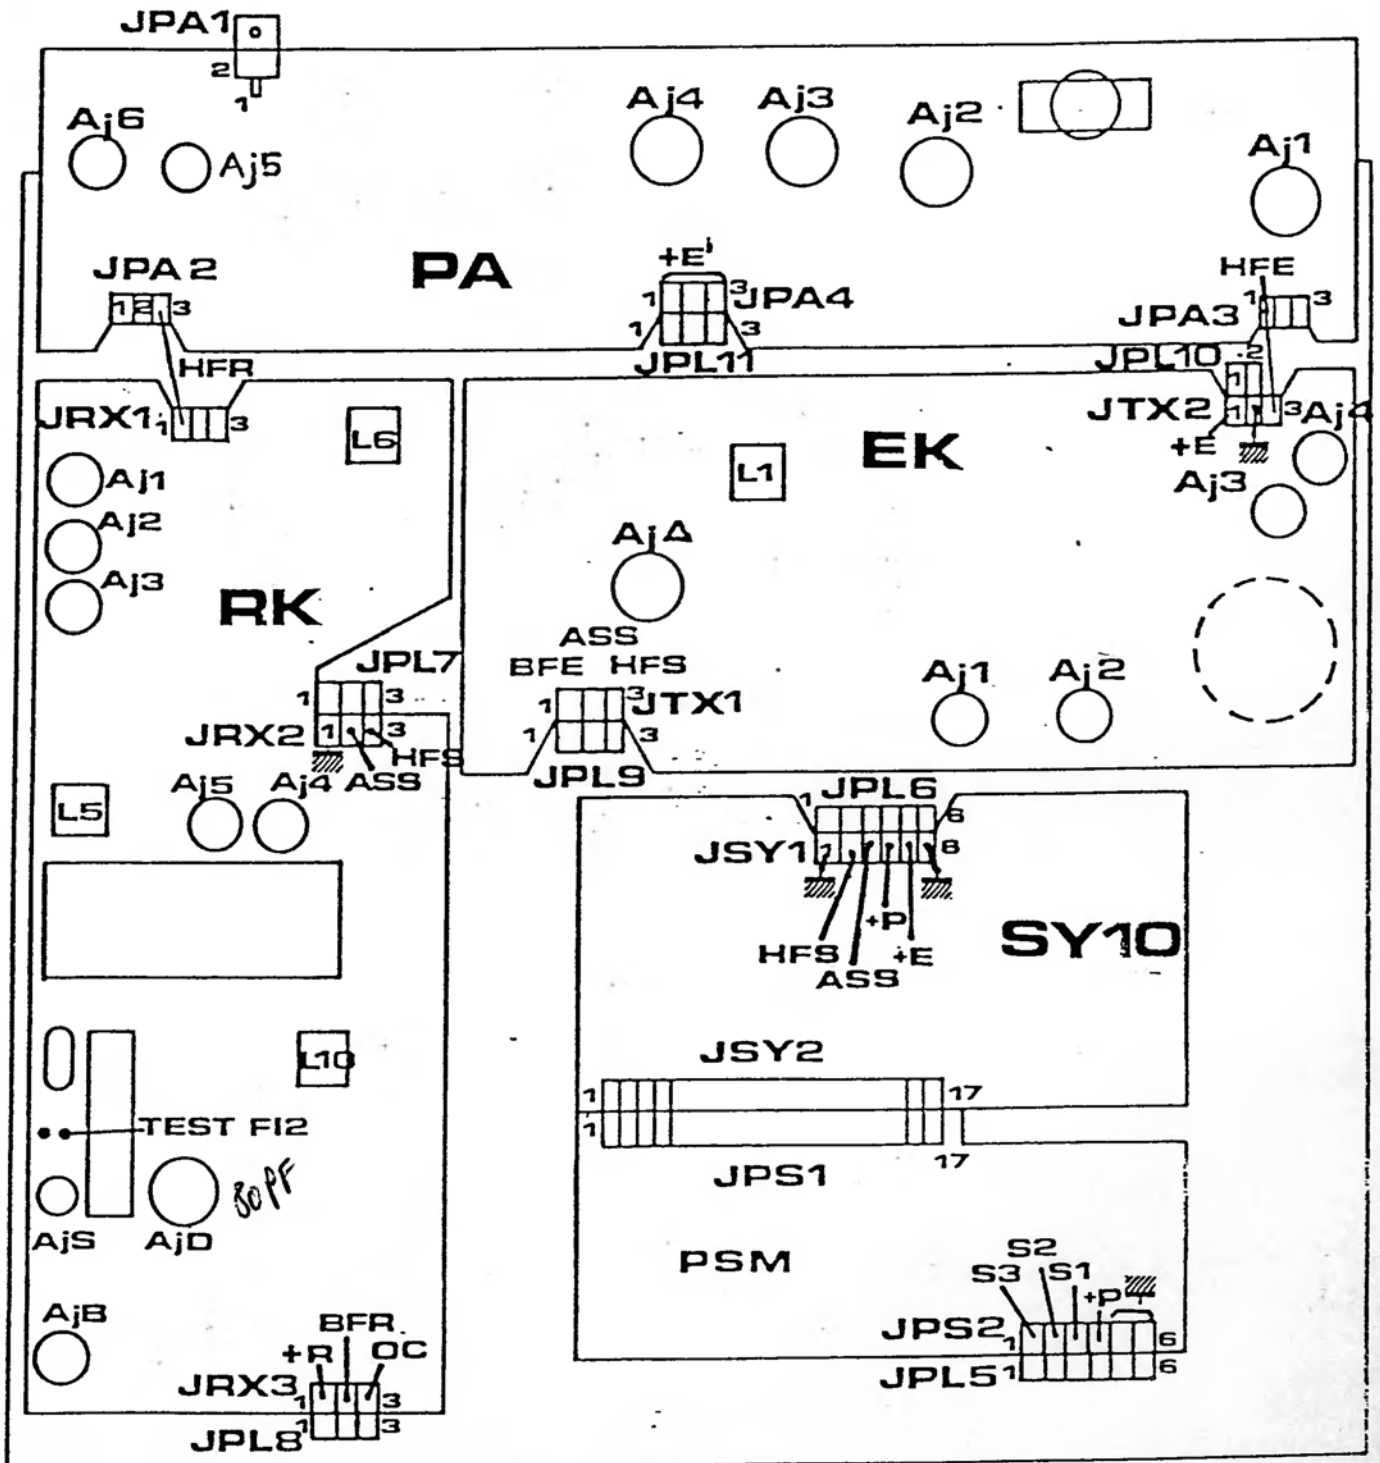 JPA1
2
1
Aj6
Aj5
Aj4
Aj3
Aj2
Aj1
PA
JPA2
1 2 3
HFR
+E
1 3
JPA4
1 3
JPL11
HFE
1 3
JPA3
JPL10
1 2
JTX2
1 3
+E
Aj4
Aj3
JRX1
1 3
L6
Aj1
Aj2
Aj3
RK
L1
EK
AjΔ
ASS
BFE HFS
1 3
JTX1
1 3
JPL9
Aj1
Aj2
JPL7
1 3
JRX2
1 3
HFS
ASS
Aj5
Aj4
L5
JPL6
1 6
JSY1
1 8
HFS
ASS
+P
+E
SY10
L10
JSY2
1 17
1 17
JPS1
TEST FI2
80 PF
AjS
AjD
PSM
S3
S2
S1
+P
JPS2
1 6
JPL5
1 6
AjB
+R
BFR
OC
JRX3
1 3
JPL8
1 3